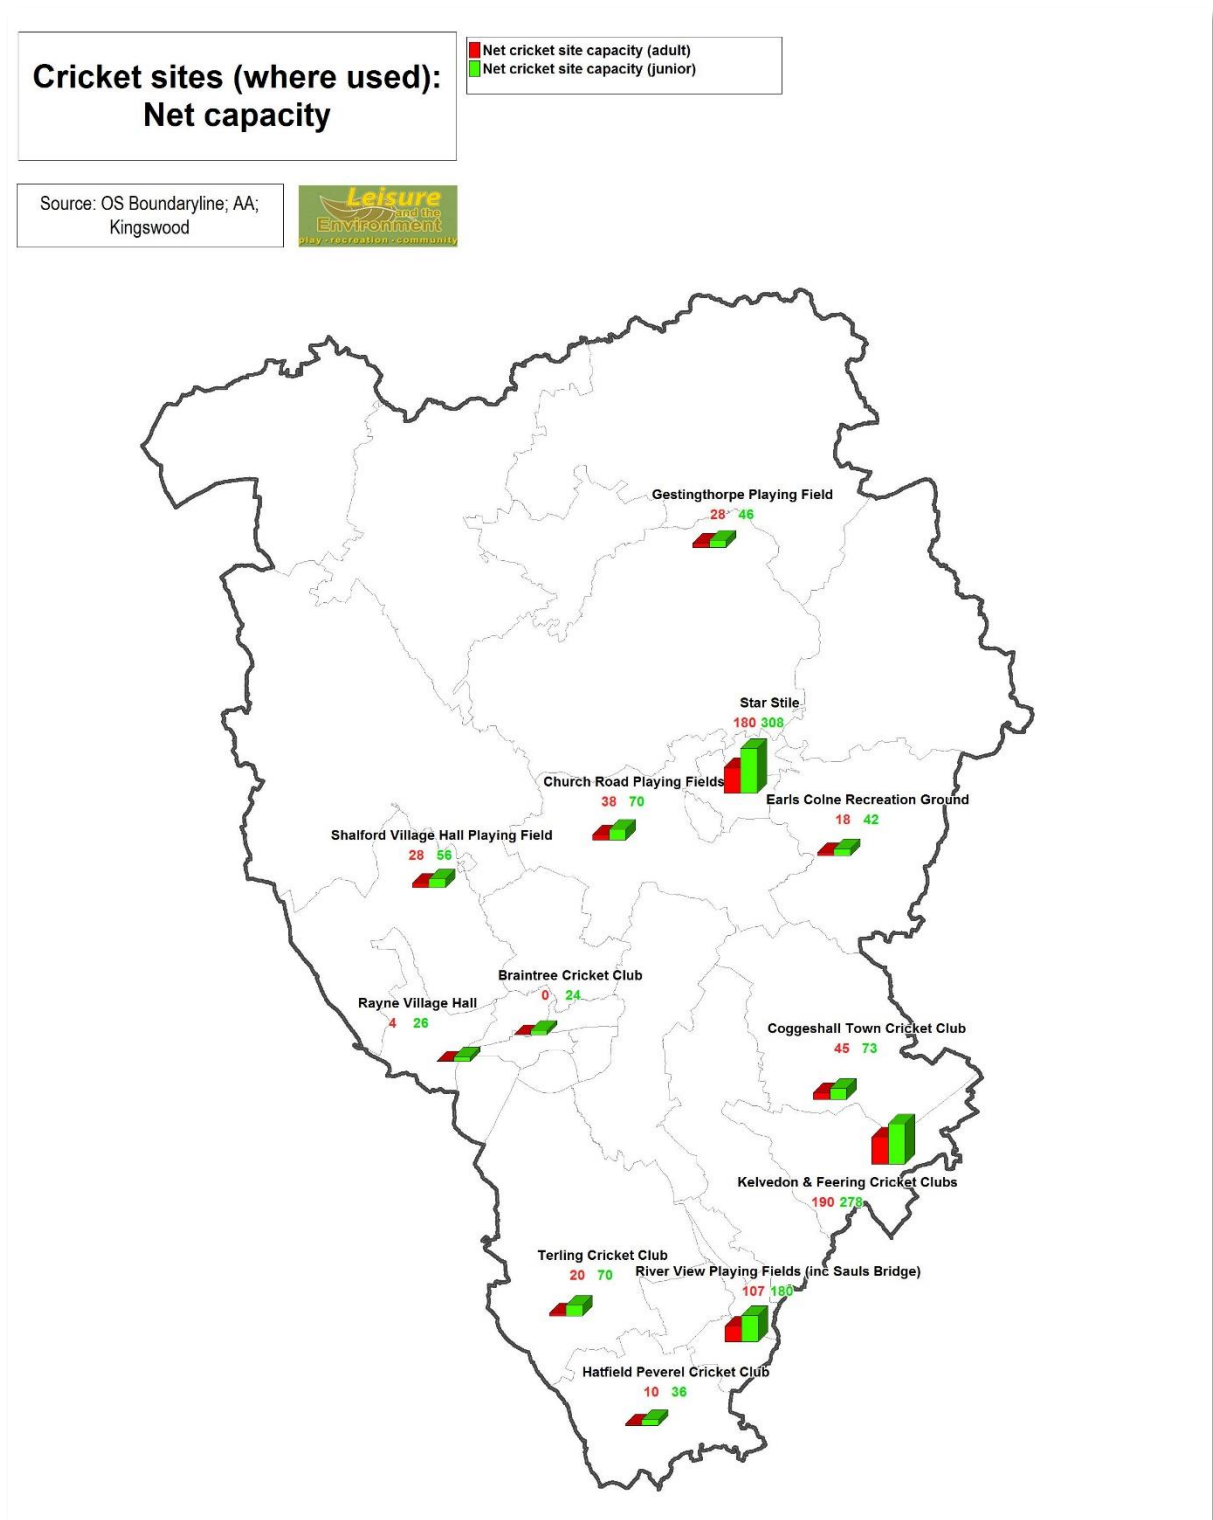 Cricket sites (where used):
Net capacity
Net cricket site capacity (adult)
Net cricket site capacity (junior)
Source: OS Boundaryline; AA;
Kingswood
Leisure
and the
Environment
play - recreation - community
Gestingthorpe Playing Field
28 46
Star Stile
180 308
Church Road Playing Fields
38 70
Earls Colne Recreation Ground
18 42
Shalford Village Hall Playing Field
28 56
Braintree Cricket Club
0 24
Rayne Village Hall
4 26
Coggeshall Town Cricket Club
45 73
Kelvedon & Feering Cricket Clubs
190 278
Terling Cricket Club
20 70
River View Playing Fields (inc Sauls Bridge)
107 180
Hatfield Peverel Cricket Club
10 36